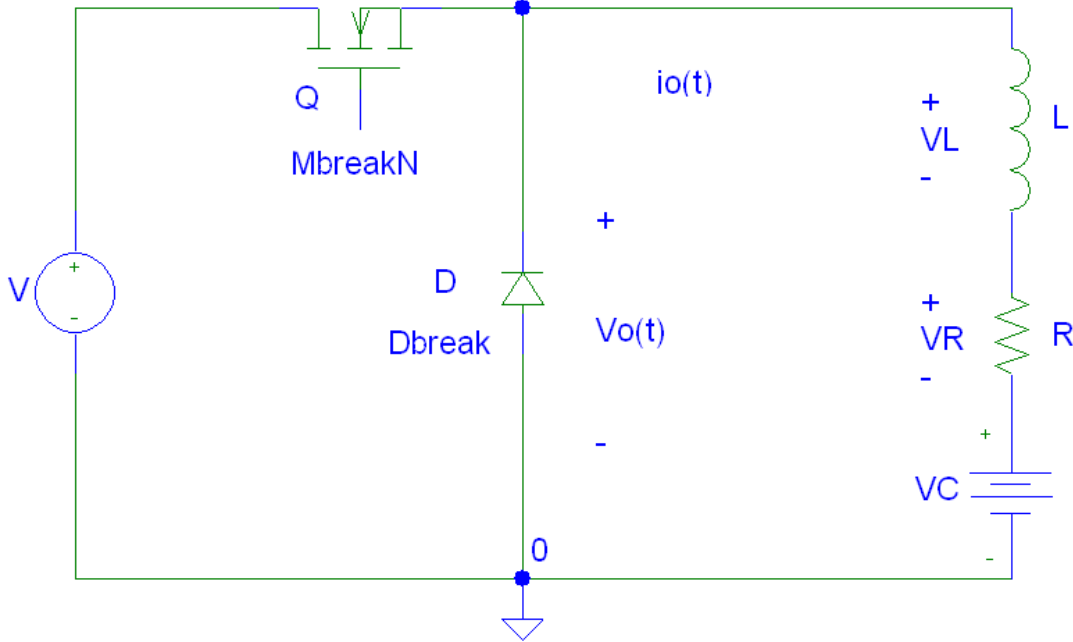 Q
MbreakN
io(t)
+
VL
-
L
V
+
-
D
Dbreak
+
Vo(t)
-
+
VR
-
R
+
VC
-
0